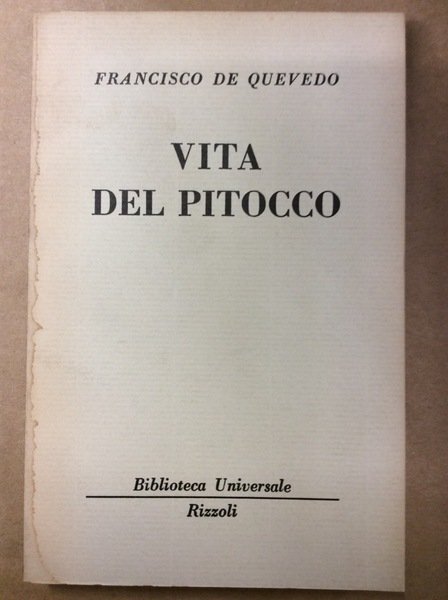 FRANCISCO DE QUEVEDO
VITA
DEL PITOCCO
Biblioteca Universale
Rizzoli